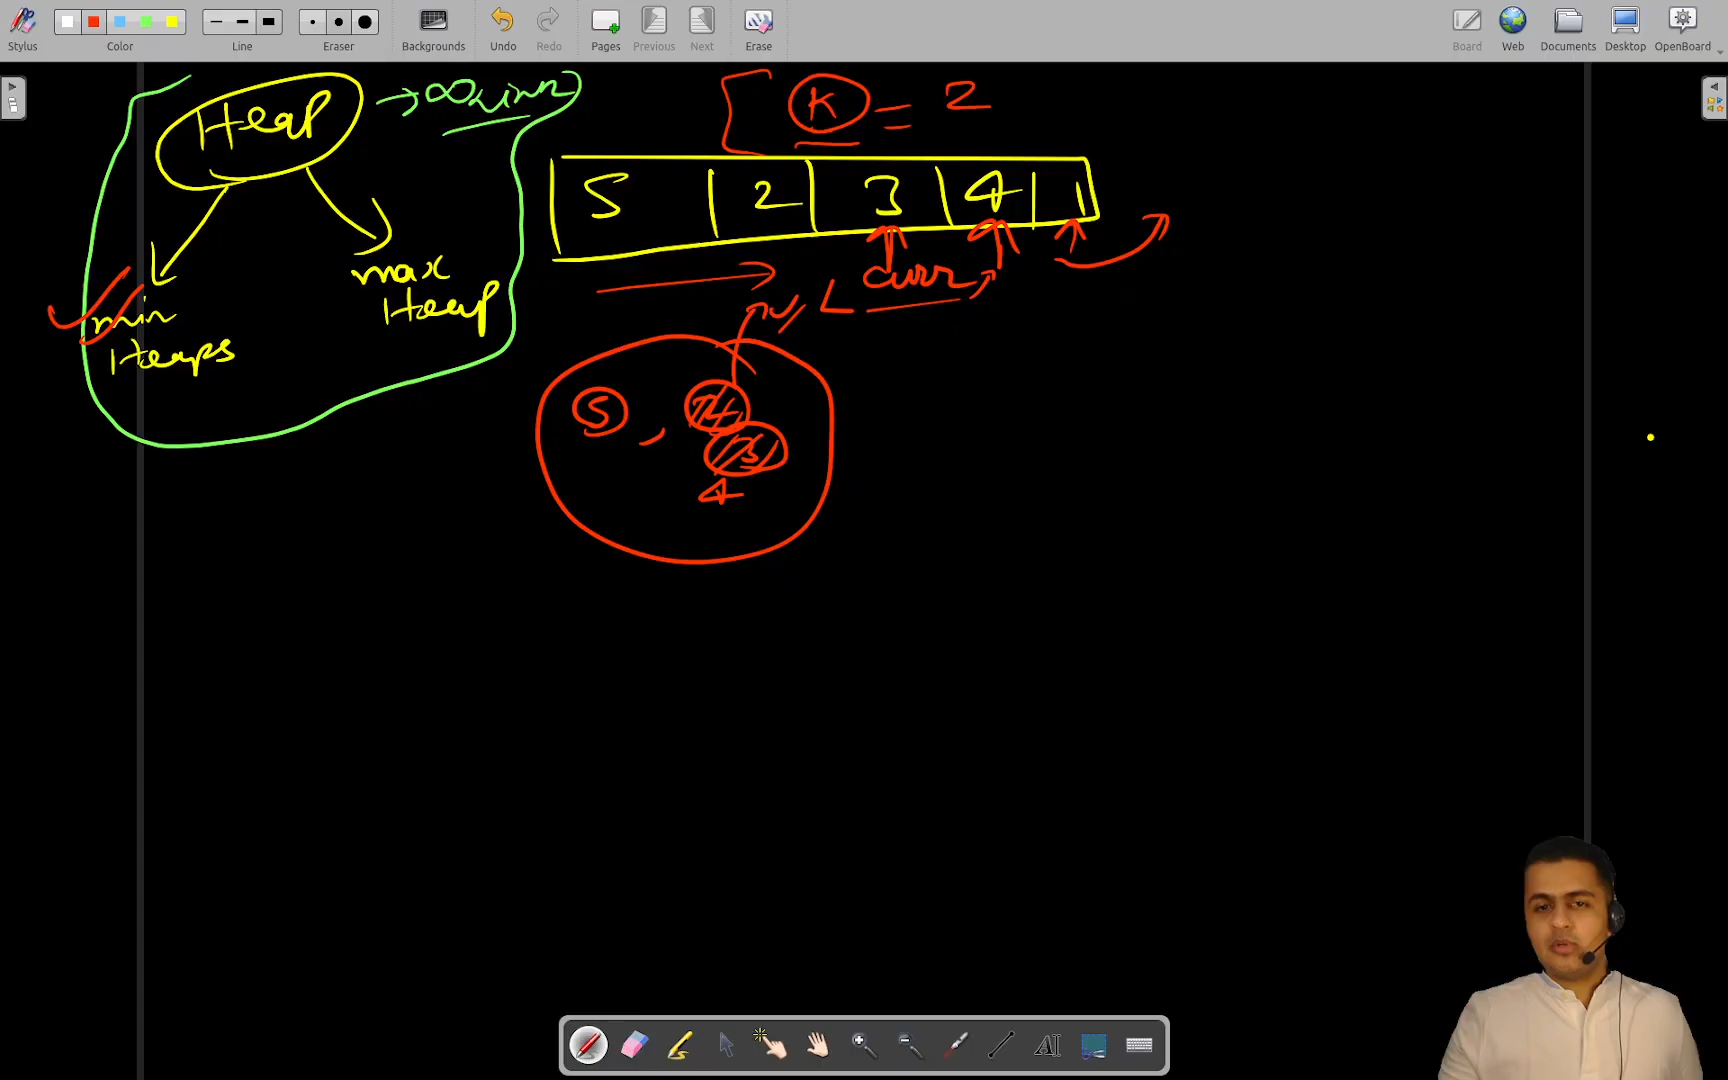 Stylus
Color
Line
Eraser
Backgrounds
Undo
Redo
Pages
Previous
Next
Erase
Board
Web
Documents
Desktop
OpenBoard
Heap
K = 2
5 | 2 | 3 | 4 | 1
max
Heap
curr
min
Heaps
5 ,
4